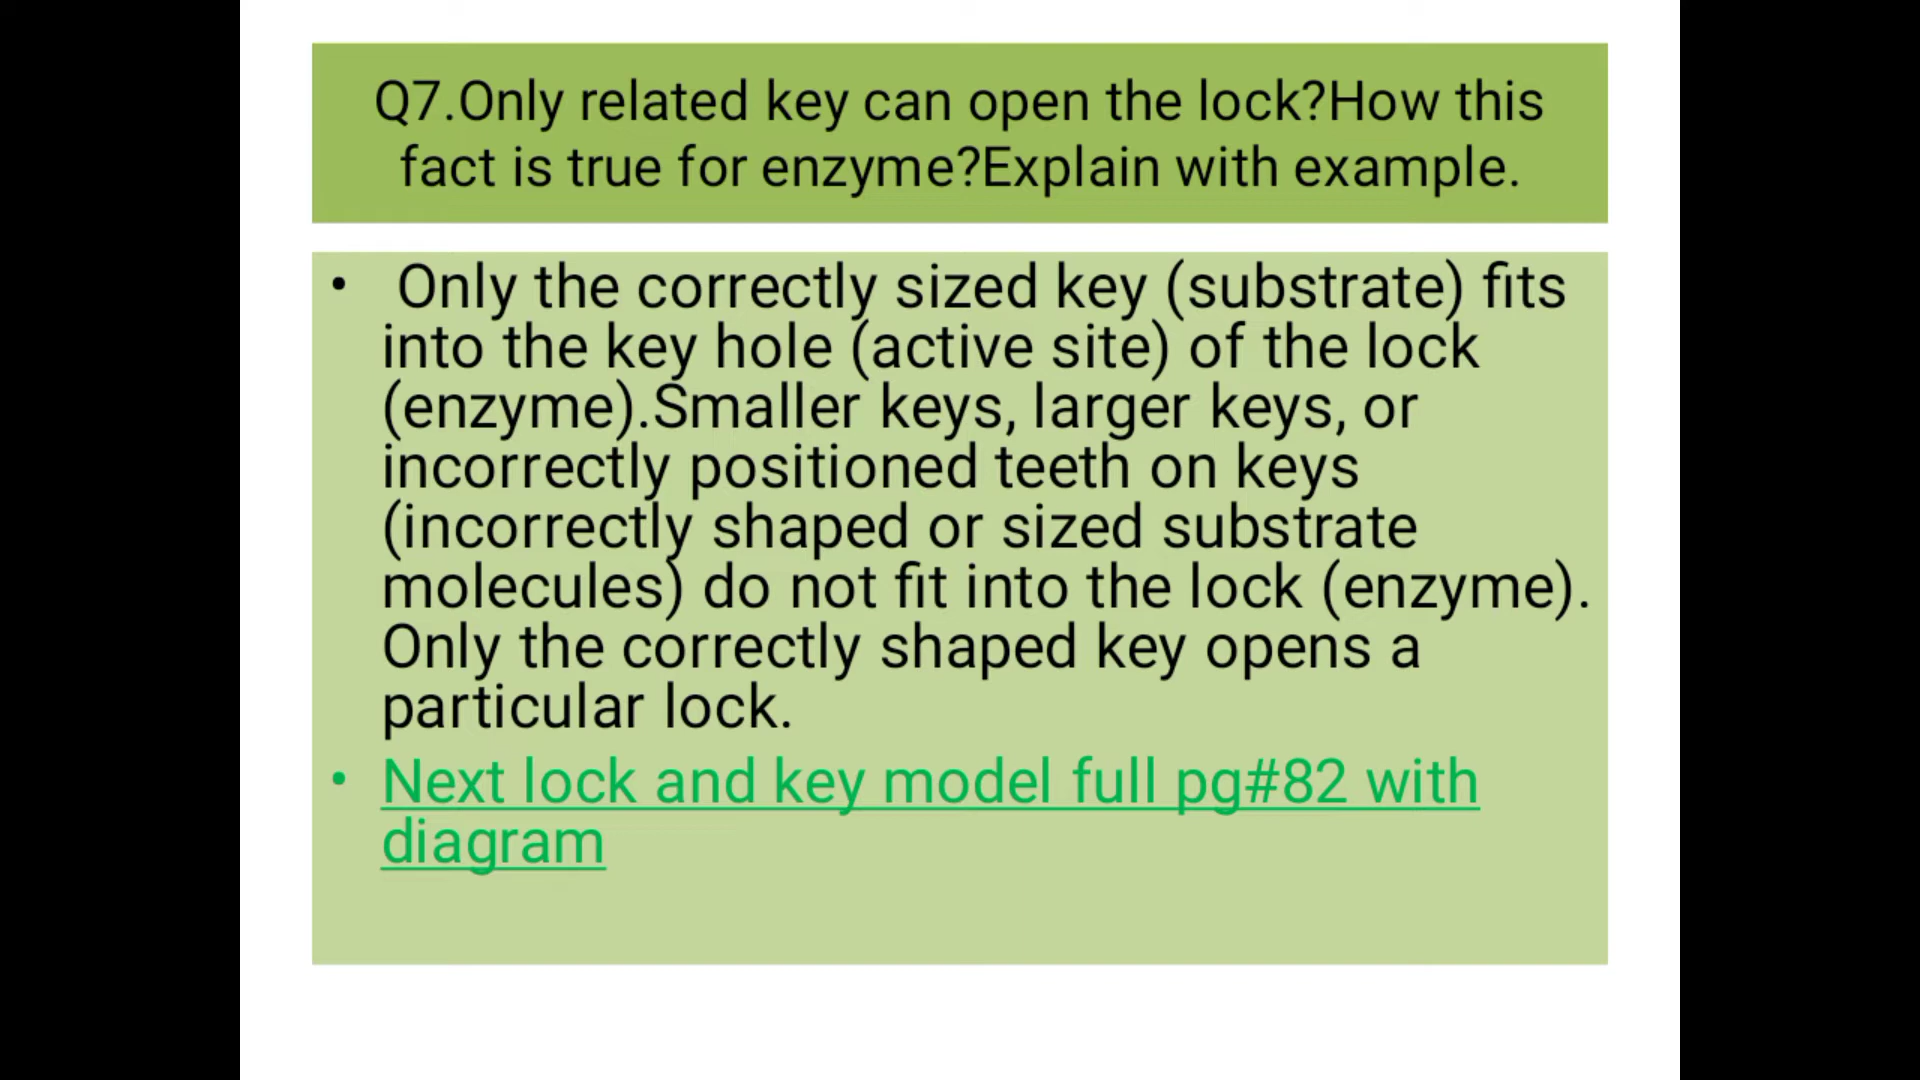 Q7.Only related key can open the lock?How this
fact is true for enzyme?Explain with example.
• Only the correctly sized key (substrate) fits
into the key hole (active site) of the lock
(enzyme).Smaller keys, larger keys, or
incorrectly positioned teeth on keys
(incorrectly shaped or sized substrate
molecules) do not fit into the lock (enzyme).
Only the correctly shaped key opens a
particular lock.
• Next lock and key model full pg#82 with
diagram